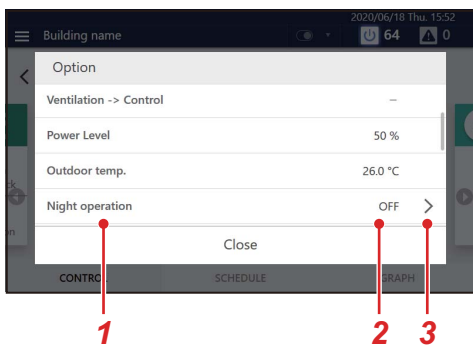 2020/06/18 Thu. 15:52
Building name 64 0
Option
Ventilation -> Control –
Power Level 50 %
Outdoor temp. 26.0 °C
Night operation OFF
Close
CONTROL SCHEDULE GRAPH
1 2 3